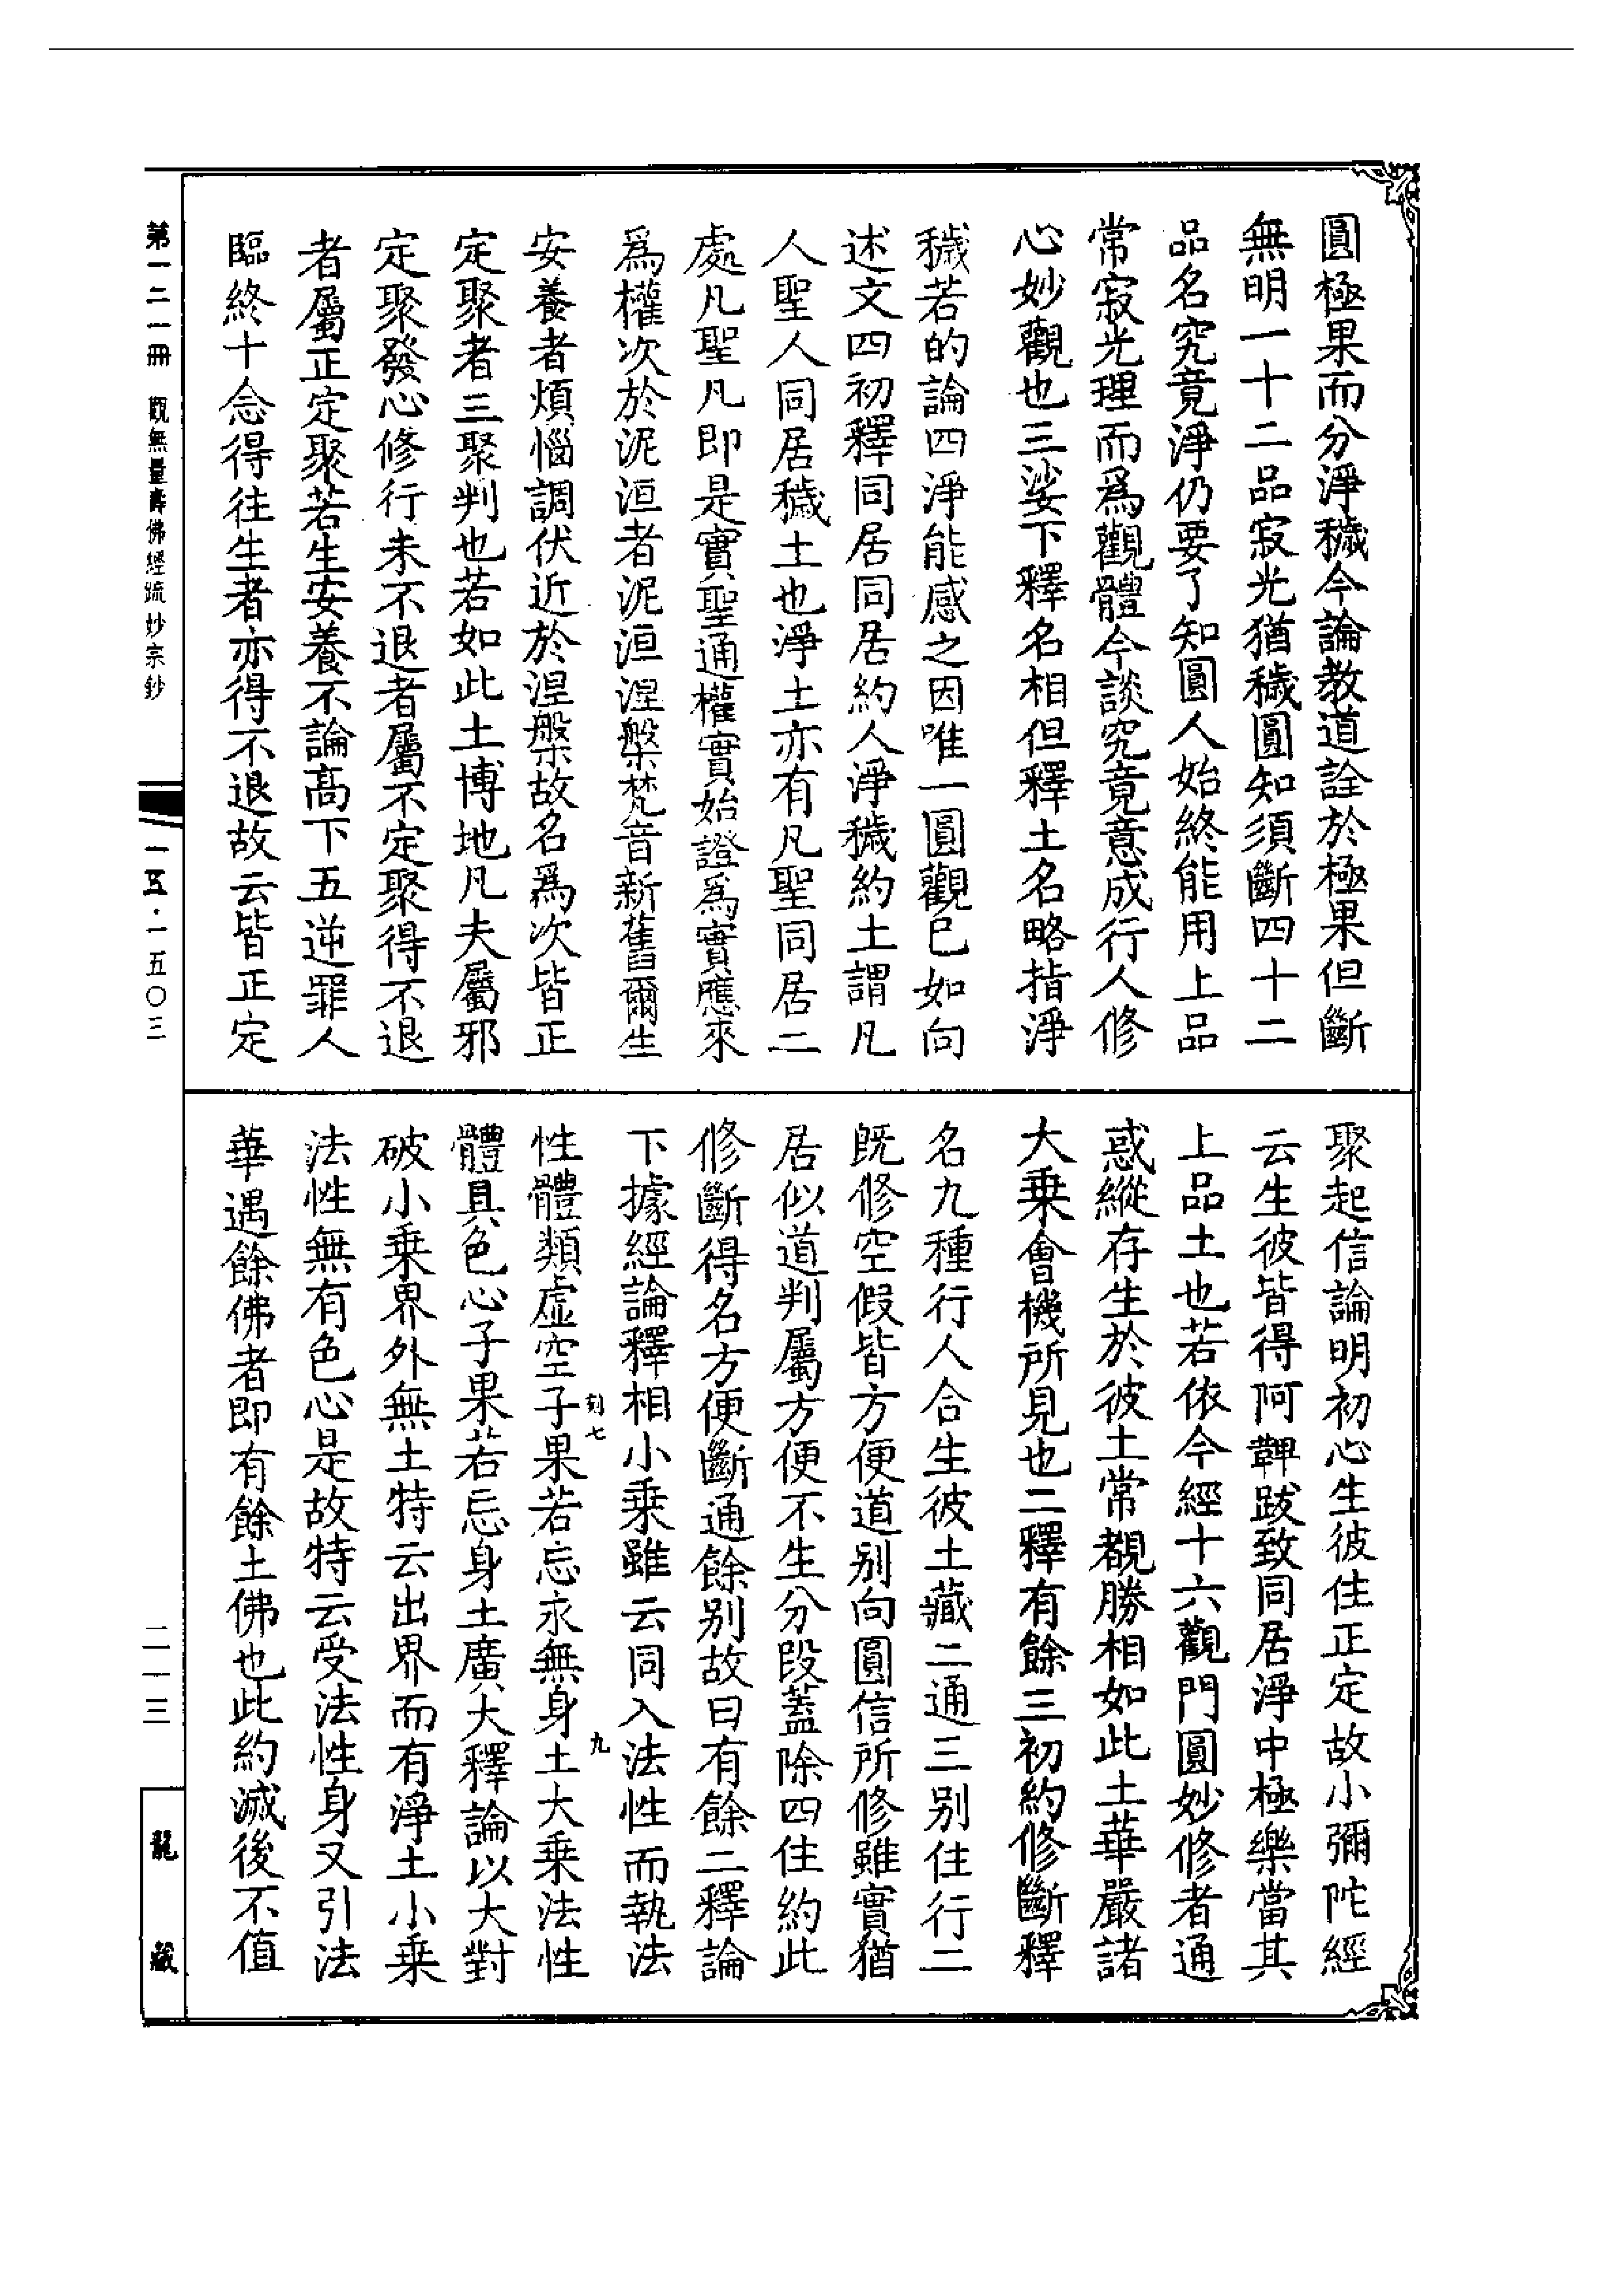 圓極果而分淨穢今論教道詮於極果但斷
無明一十二品寂光猶穢圓知須斷四十二
品名究竟淨仍要了知圓人始終能用上品
常寂光理而爲觀體今談究竟意成行人修
心妙觀也三娑下釋名相但釋土名略指淨
穢若的論四淨能感之因唯一圓觀已如向
述文四初釋同居同居約人淨穢約土謂凡
人聖人同居穢土也淨土亦有凡聖同居二
處凡聖凡即是實聖通權實始證爲實應來
爲權次於泥洹者泥洹涅槃梵音新舊爾生
安養者煩惱調伏近於涅槃故名爲次皆正
定聚者三聚判也若如此土博地凡夫屬邪
定聚發心修行未不退者屬不定聚得不退
者屬正定聚若生安養不論高下五逆罪人
臨終十念得往生者亦得不退故云皆正定
聚起信論明初心生彼住正定故小彌陀經
云生彼皆得阿鞞跋致同居淨中極樂當其
上品土也若依今經十六觀門圓妙修者通
惑縱存生於彼土常覩勝相如此土華嚴諸
大乘會機所見也二釋有餘三初約修斷釋
名九種行人合生彼土藏二通三別住行二
既修空假皆方便道别向圓信所修雖實猶
居似道判屬方便不生分段蓋除四住約此
修斷得名方便斷通餘别故曰有餘二釋論
下據經論釋相小乘雖云同入法性而執法
性體類虛空子果若忘永無身土大乘法性
體具色心子果若忘身土廣大釋論以大對
破小乘界外無土特云出界而有淨土小乘
法性無有色心是故特云受法性身又引法
華遇餘佛者即有餘土佛也此約滅後不值
刻七
九
第一二一冊 觀無量壽佛經疏妙宗鈔
一五·一五〇三
二一三
龍藏